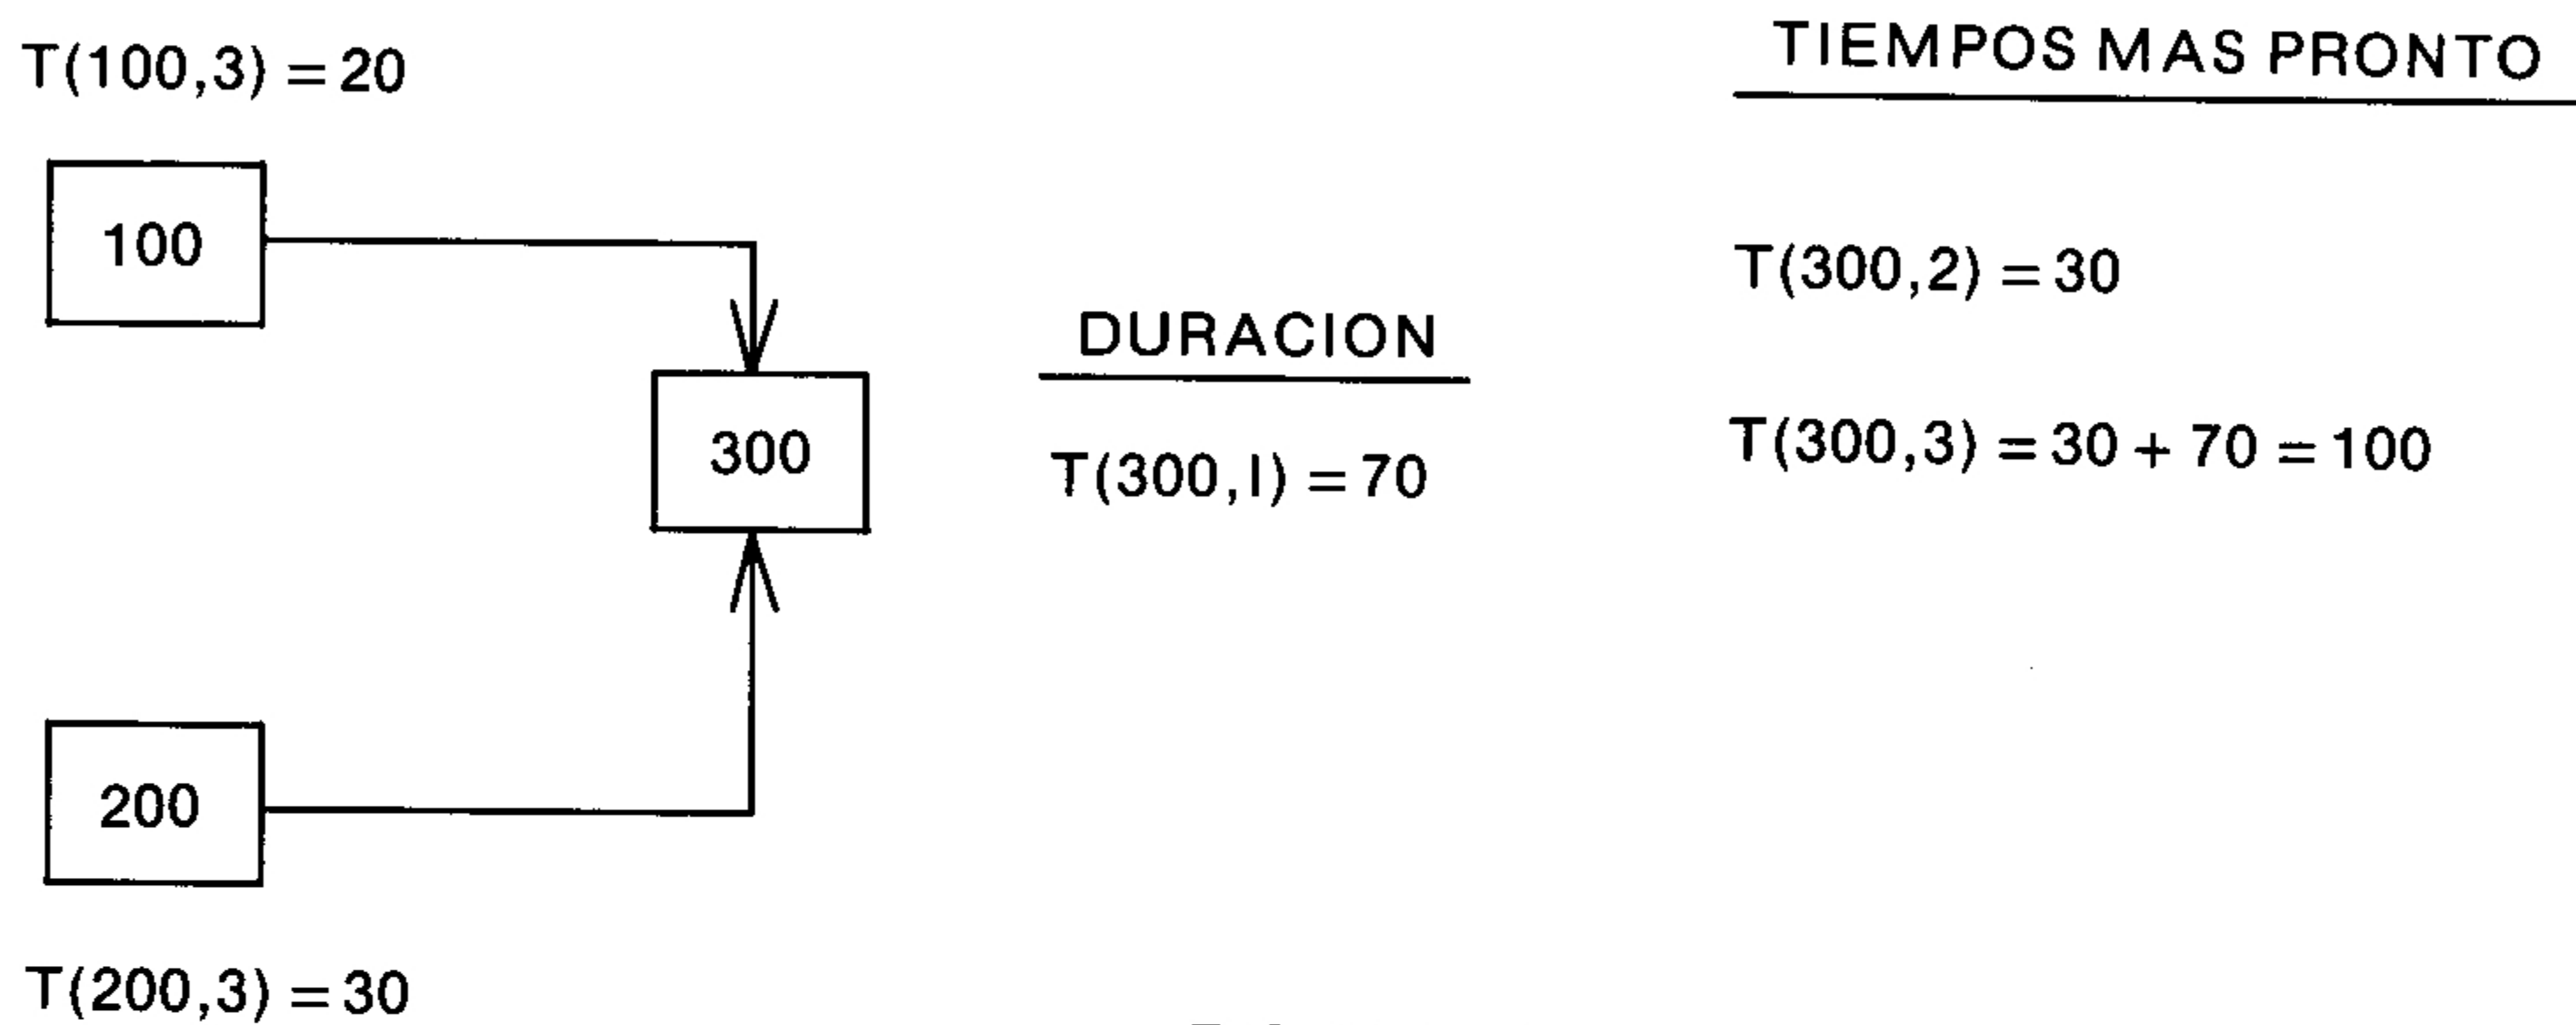 T(100,3) = 20
TIEMPOS MAS PRONTO
100
T(300,2) = 30
DURACION
300
T(300,I) = 70
T(300,3) = 30 + 70 = 100
200
T(200,3) = 30